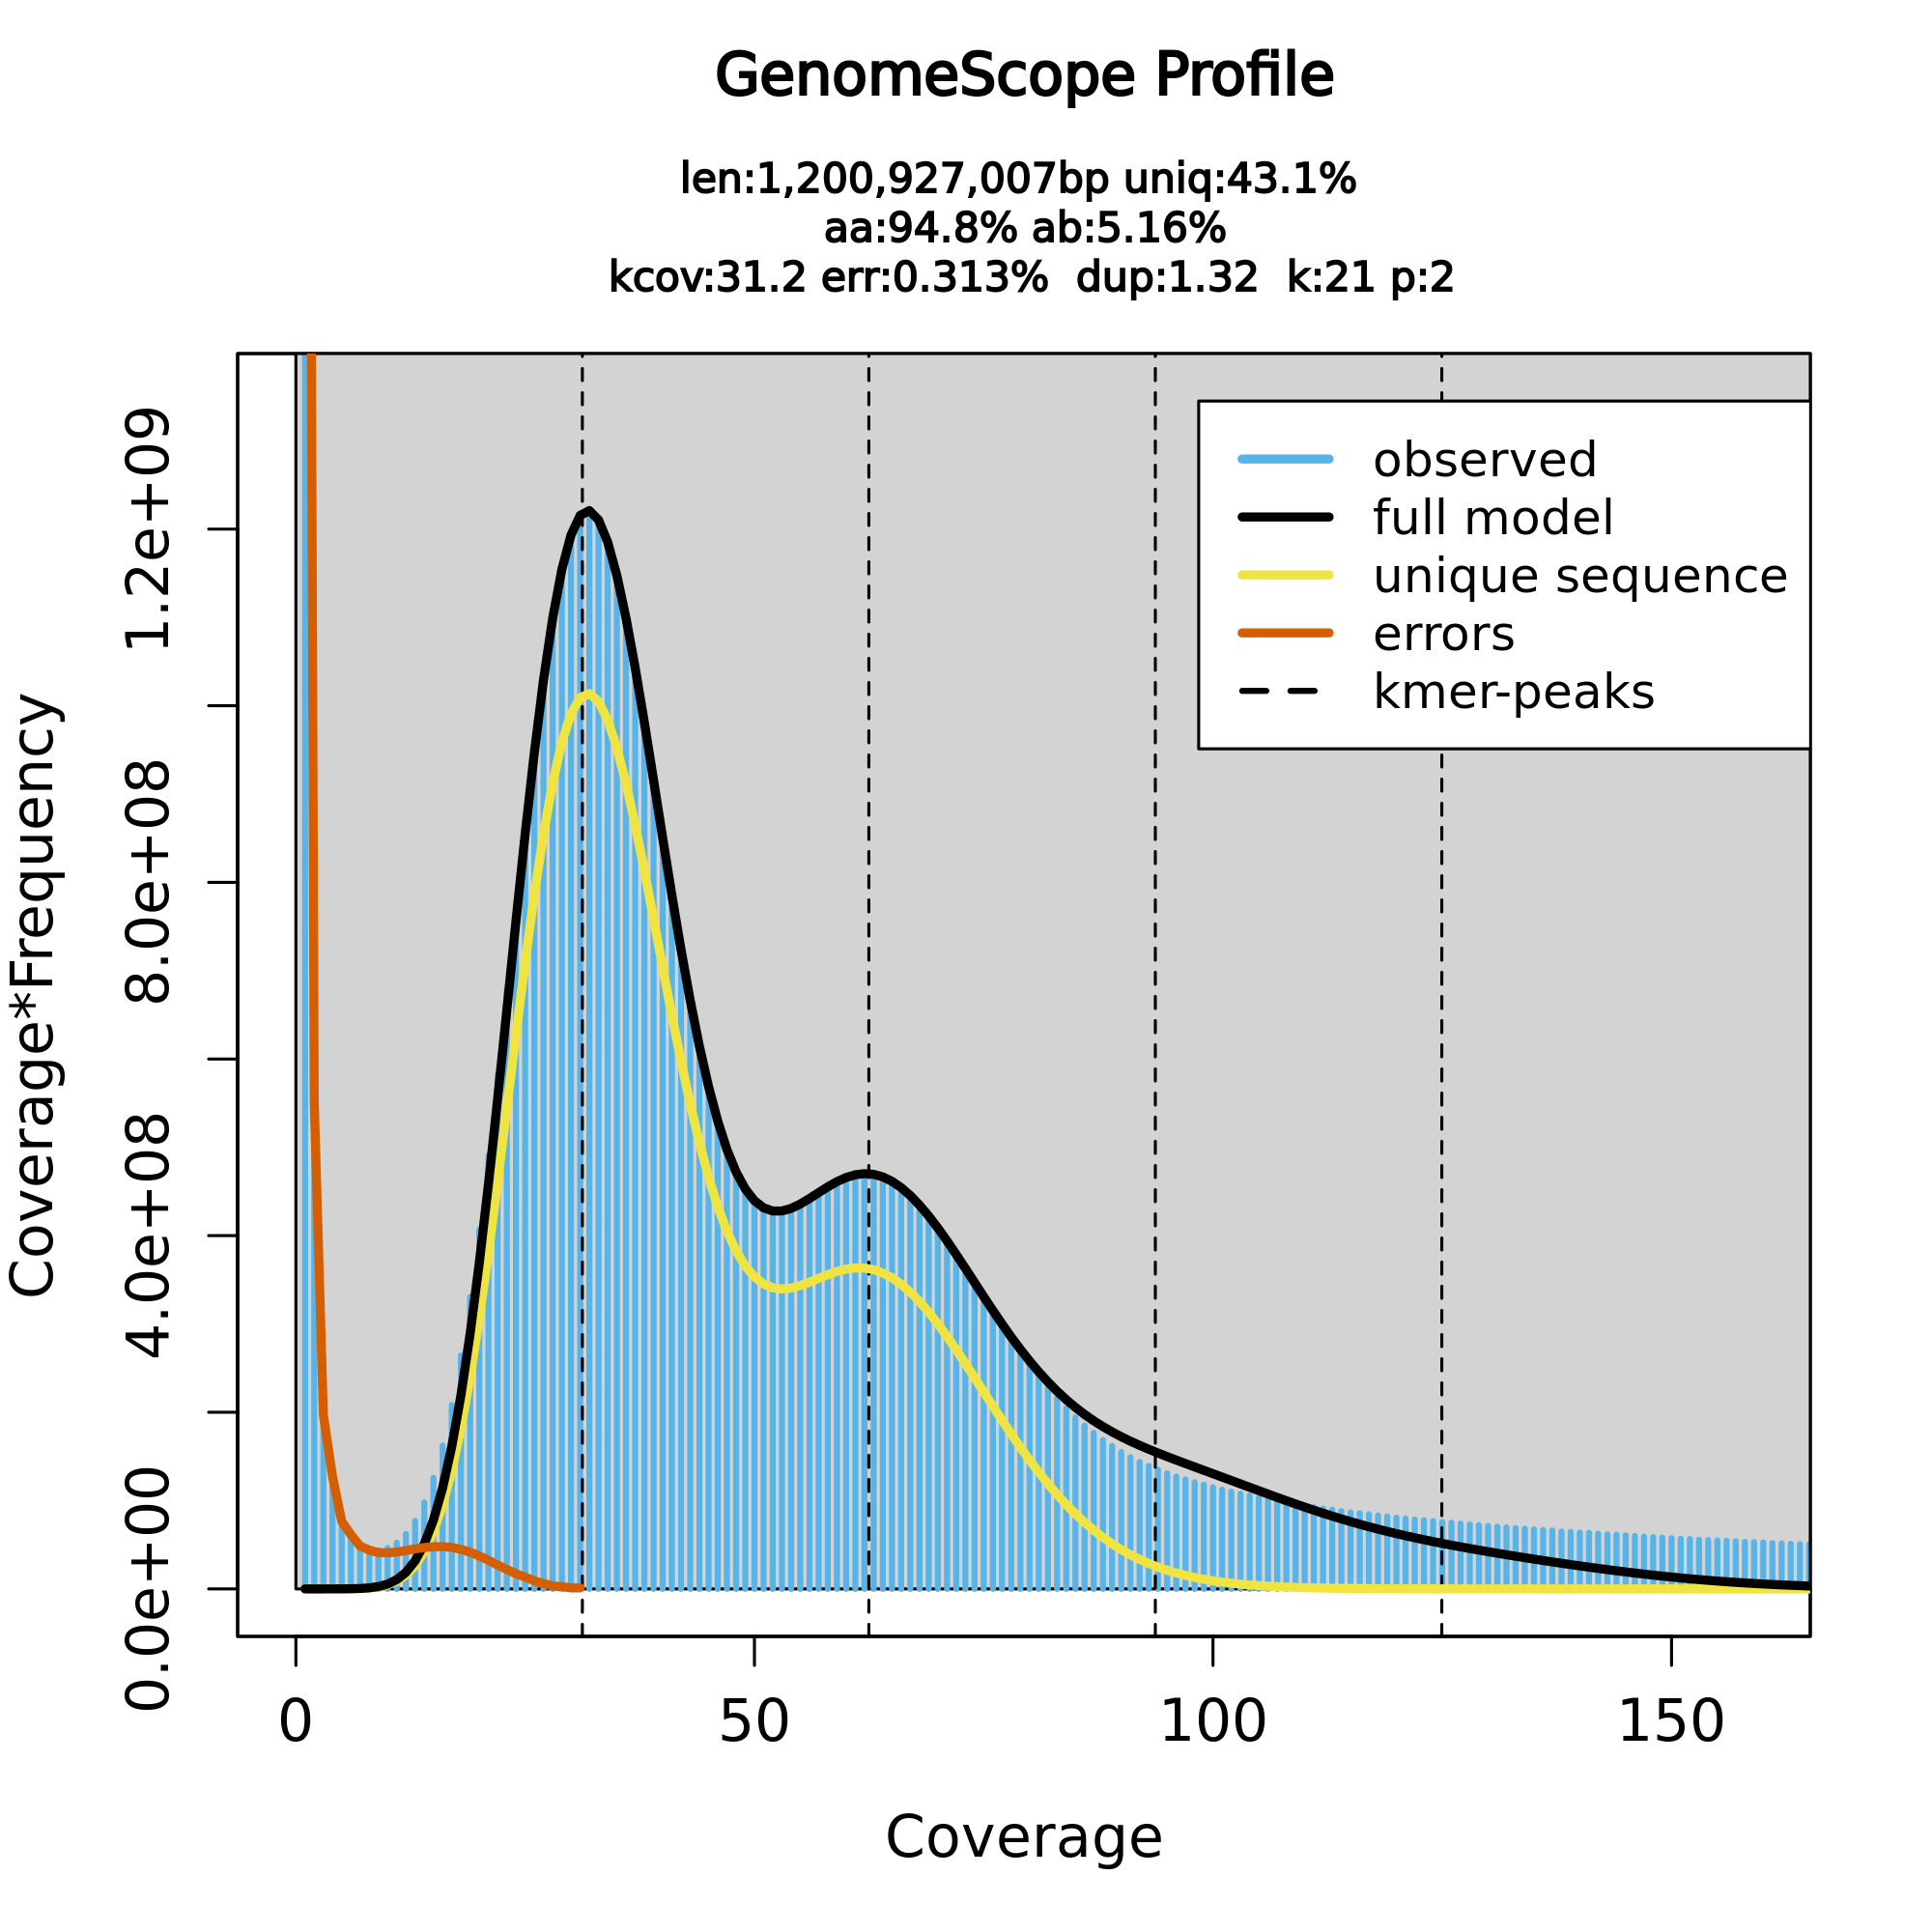 GenomeScope Profile
len:1,200,927,007bp uniq:43.1%
aa:94.8% ab:5.16%
kcov:31.2 err:0.313% dup:1.32 k:21 p:2
observed
full model
unique sequence
errors
kmer-peaks
Coverage*Frequency
1.2e+09
8.0e+08
4.0e+08
0.0e+00
0 50 100 150
Coverage